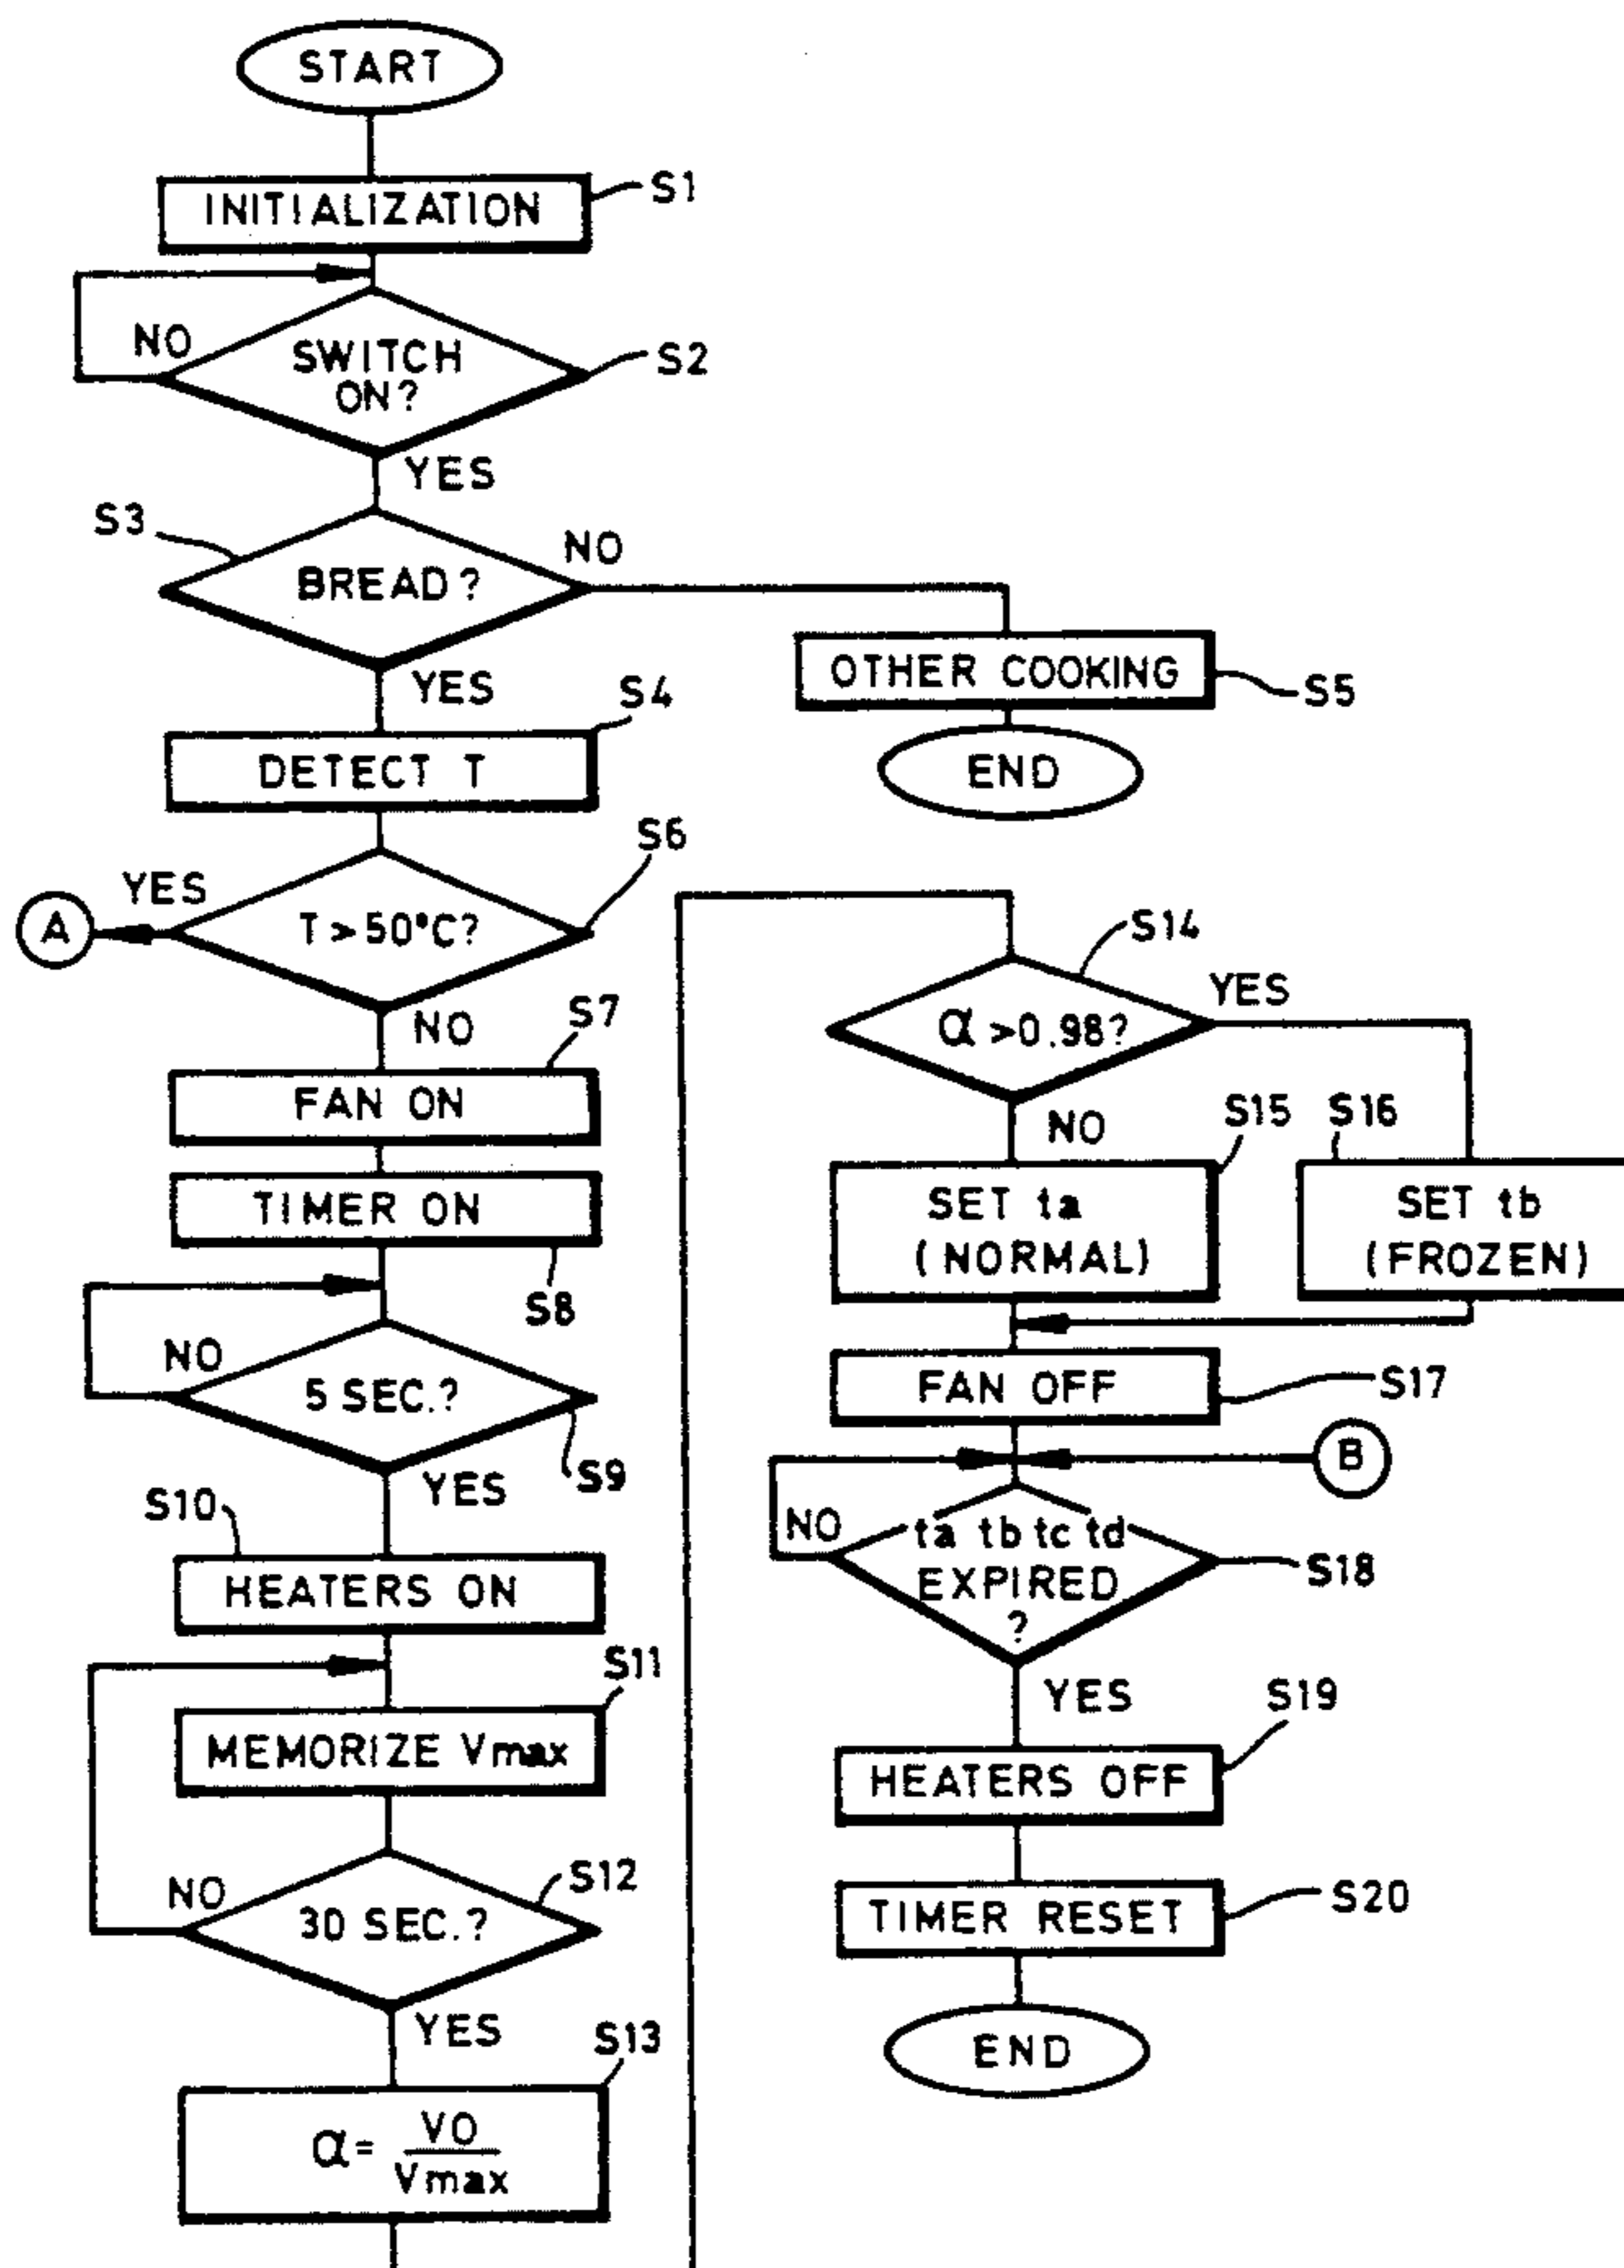 START
INITIALIZATION
S1
NO
SWITCH
ON?
S2
YES
S3
BREAD?
NO
YES
OTHER COOKING
S5
END
S4
DETECT T
S6
YES
A
T > 50°C?
NO
S7
FAN ON
TIMER ON
S8
NO
5 SEC.?
S9
YES
S10
HEATERS ON
S11
MEMORIZE Vmax
NO
30 SEC.?
S12
YES
S13
α = V0
Vmax
S14
α >0.98?
YES
NO
S15
SET ta
(NORMAL)
S16
SET tb
(FROZEN)
FAN OFF
S17
B
NO
ta tb tc td
EXPIRED
?
S18
YES
S19
HEATERS OFF
TIMER RESET
S20
END